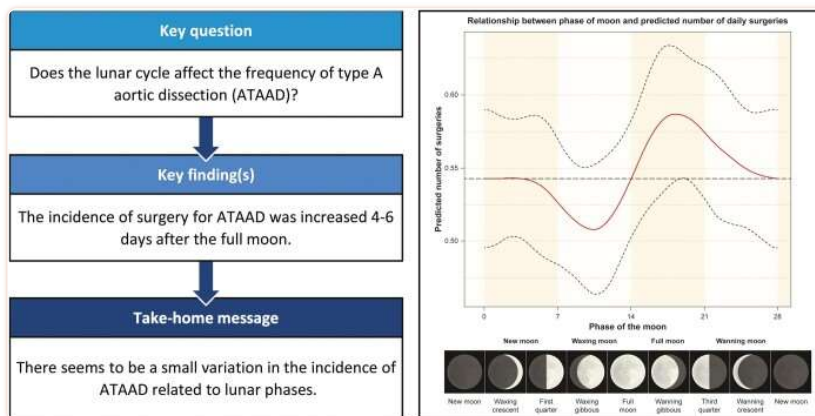 Key question
Does the lunar cycle affect the frequency of type A
aortic dissection (ATAAD)?
Key finding(s)
The incidence of surgery for ATAAD was increased 4-6
days after the full moon.
Take-home message
There seems to be a small variation in the incidence of
ATAAD related to lunar phases.
Relationship between phase of moon and predicted number of daily surgeries
Predicted number of surgeries
0.60
0.55
0.50
0
7
14
21
28
Phase of the moon
New moon
Waxing moon
Full moon
Wanning moon
New moon
Waxing
crescent
First
quarter
Waxing
gibbous
Full
moon
Wanning
gibbous
Third
quarter
Wanning
crescent
New moon